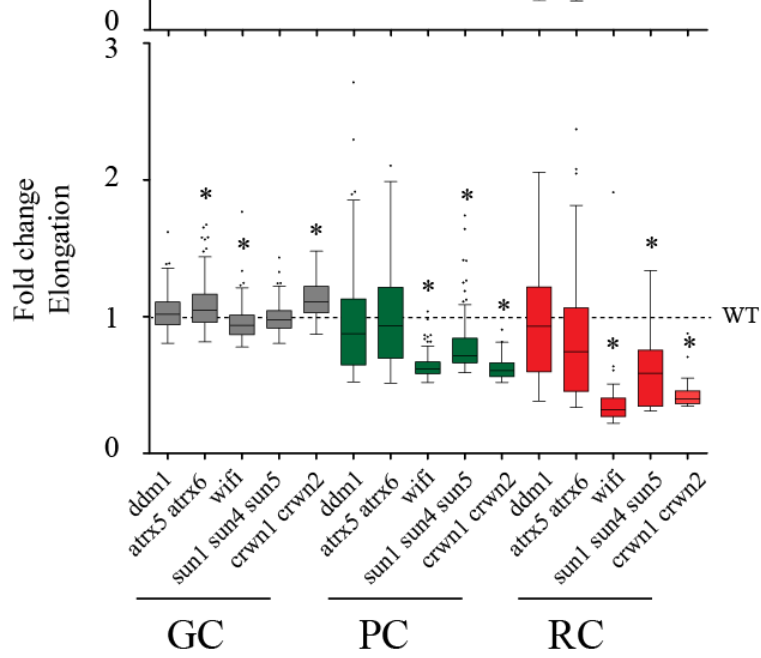 0
3
2
1
0
Fold change
Elongation
*
*
*
*
*
*
*
*
*
WT
ddm1
atrx5 atrx6
wifi
sun1 sun4 sun5
crwn1 crwn2
ddm1
atrx5 atrx6
wifi
sun1 sun4 sun5
crwn1 crwn2
ddm1
atrx5 atrx6
wifi
sun1 sun4 sun5
crwn1 crwn2
GC
PC
RC